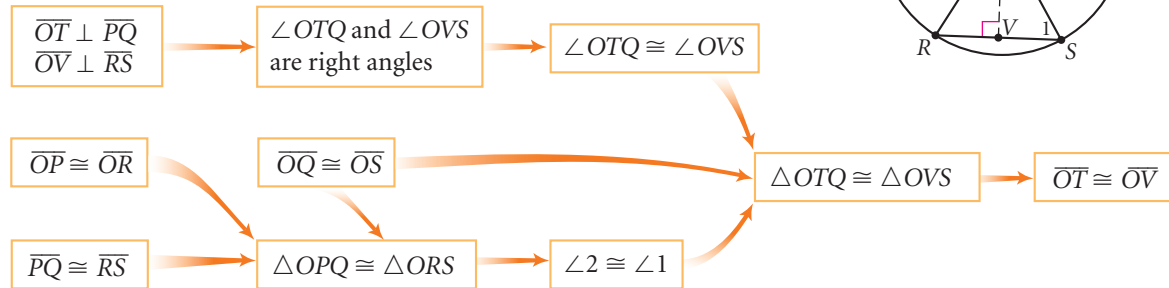 OT ⊥ PQ
OV ⊥ RS
∠OTQ and ∠OVS
are right angles
∠OTQ ≅ ∠OVS
R
V
1
S
OP ≅ OR
OQ ≅ OS
△OTQ ≅ △OVS
OT ≅ OV
PQ ≅ RS
△OPQ ≅ △ORS
∠2 ≅ ∠1